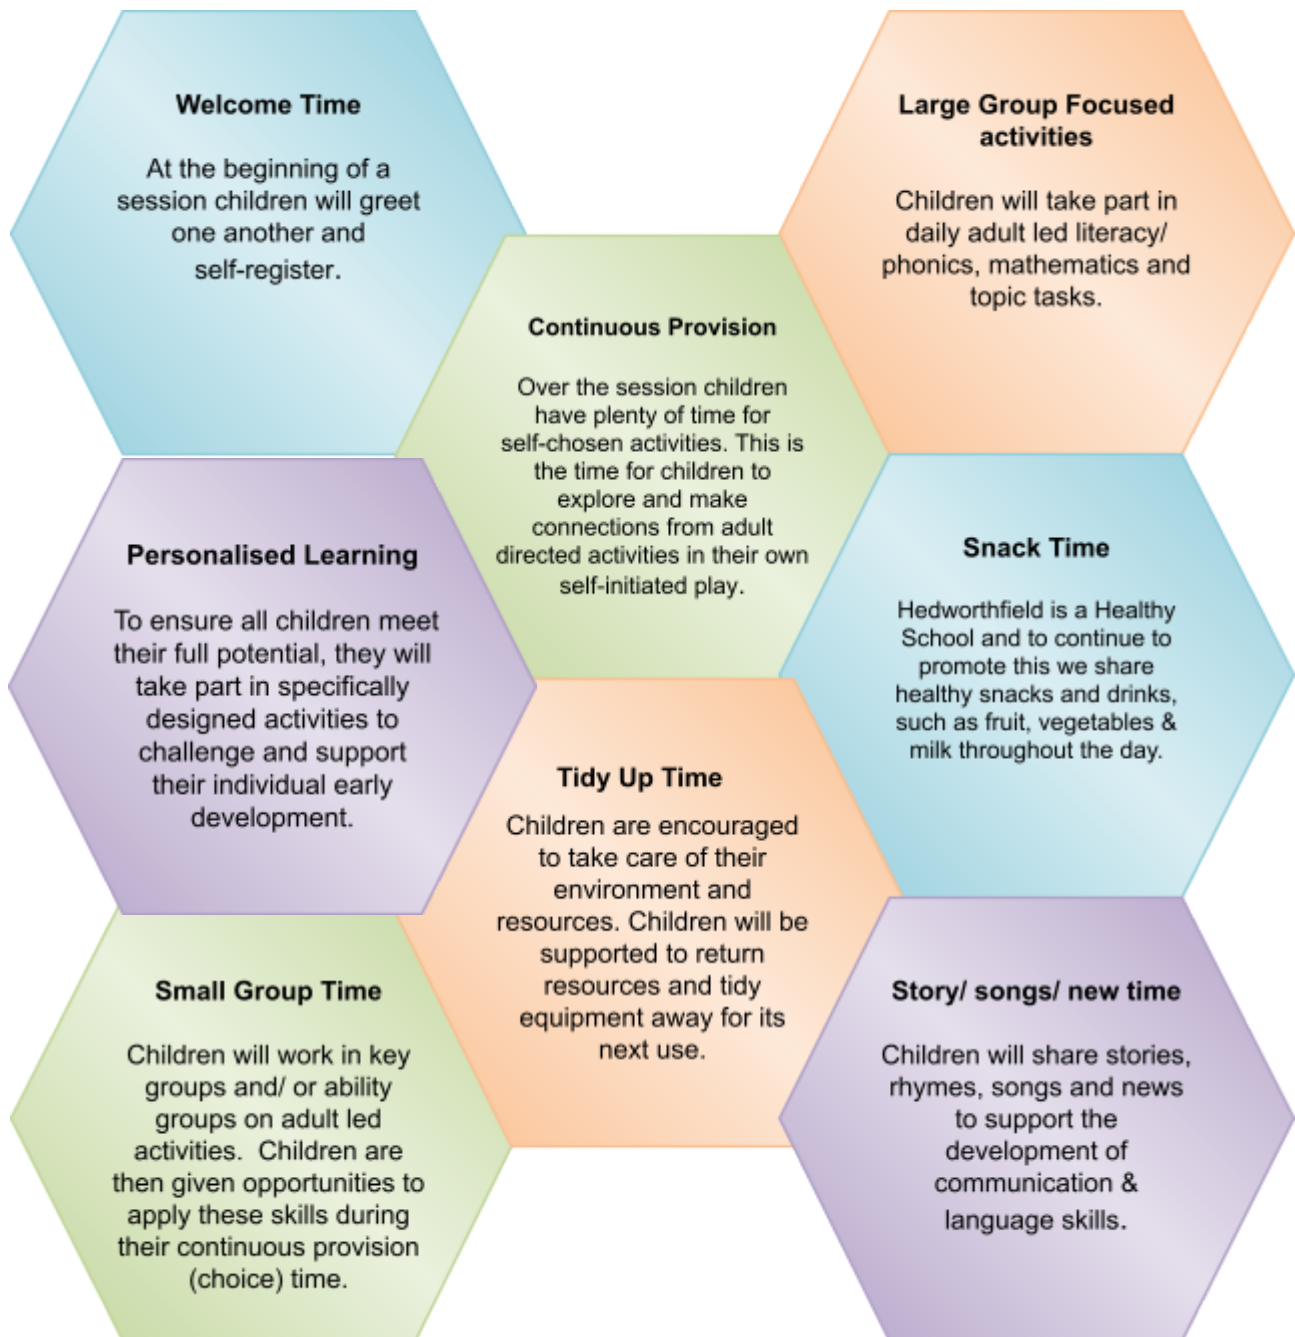 Welcome Time
At the beginning of a
session children will greet
one another and
self-register.
Large Group Focused
activities
Children will take part in
daily adult led literacy/
phonics, mathematics and
topic tasks.
Continuous Provision
Over the session children
have plenty of time for
self-chosen activities. This is
the time for children to
explore and make
connections from adult
directed activities in their own
self-initiated play.
Personalised Learning
To ensure all children meet
their full potential, they will
take part in specifically
designed activities to
challenge and support
their individual early
development.
Snack Time
Hedworthfield is a Healthy
School and to continue to
promote this we share
healthy snacks and drinks,
such as fruit, vegetables &
milk throughout the day.
Tidy Up Time
Children are encouraged
to take care of their
environment and
resources. Children will be
supported to return
resources and tidy
equipment away for its
next use.
Small Group Time
Children will work in key
groups and/ or ability
groups on adult led
activities.  Children are
then given opportunities to
apply these skills during
their continuous provision
(choice) time.
Story/ songs/ new time
Children will share stories,
rhymes, songs and news
to support the
development of
communication &
language skills.